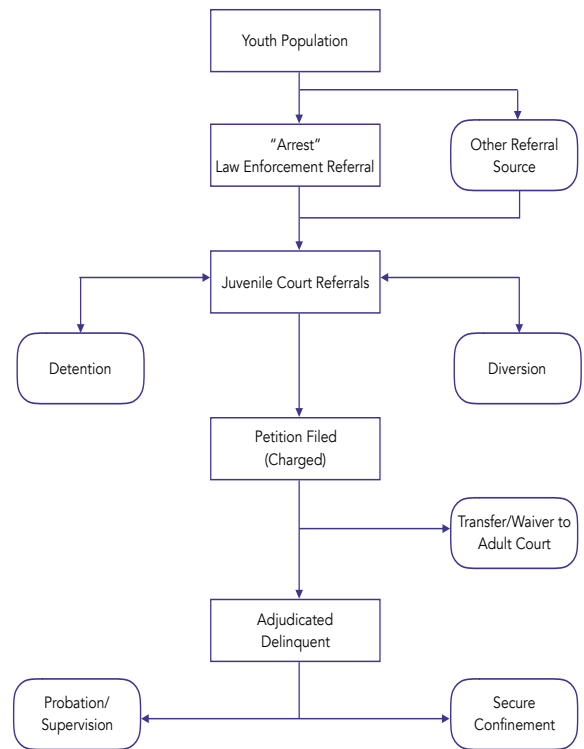 Youth Population
“Arrest”
Law Enforcement Referral
Other Referral
Source
Juvenile Court Referrals
Detention
Diversion
Petition Filed
(Charged)
Transfer/Waiver to
Adult Court
Adjudicated
Delinquent
Probation/
Supervision
Secure
Confinement